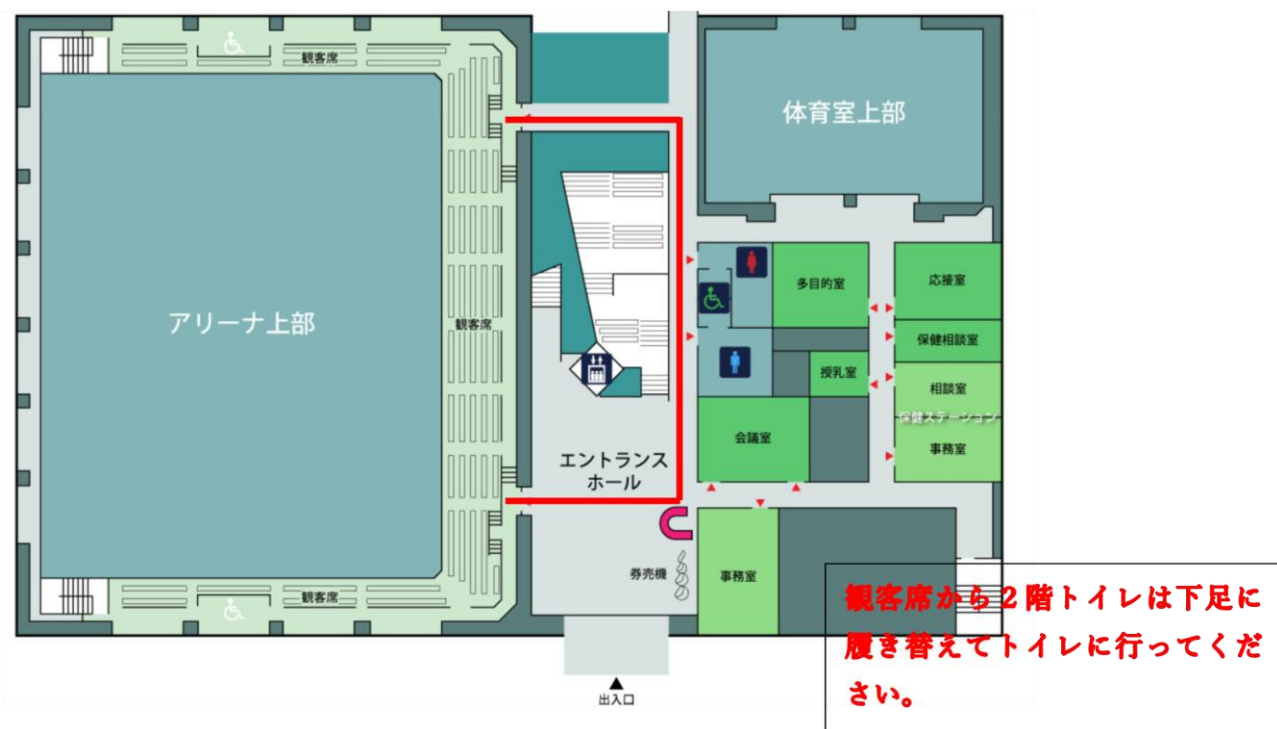 観客席
体育室上部
アリーナ上部
観客席
多目的室
応接室
保健相談室
授乳室
相談室
保健ステーション
会議室
事務室
エントランス
ホール
券売機
事務室
観客席
出入口
観客席から2階トイレは下足に
履き替えてトイレに行ってくだ
さい。